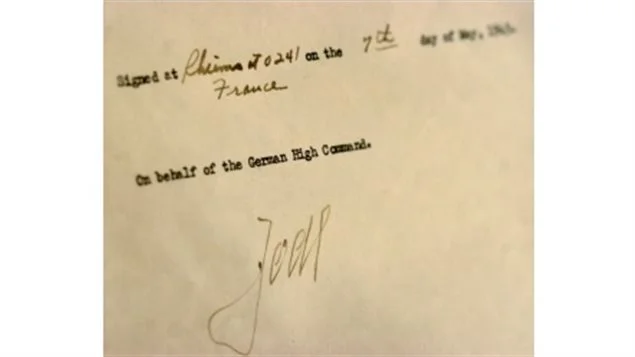 Signed at Rheims at 0241 on the 7th day of May, 1945.
France
On behalf of the German High Command.
Jodl